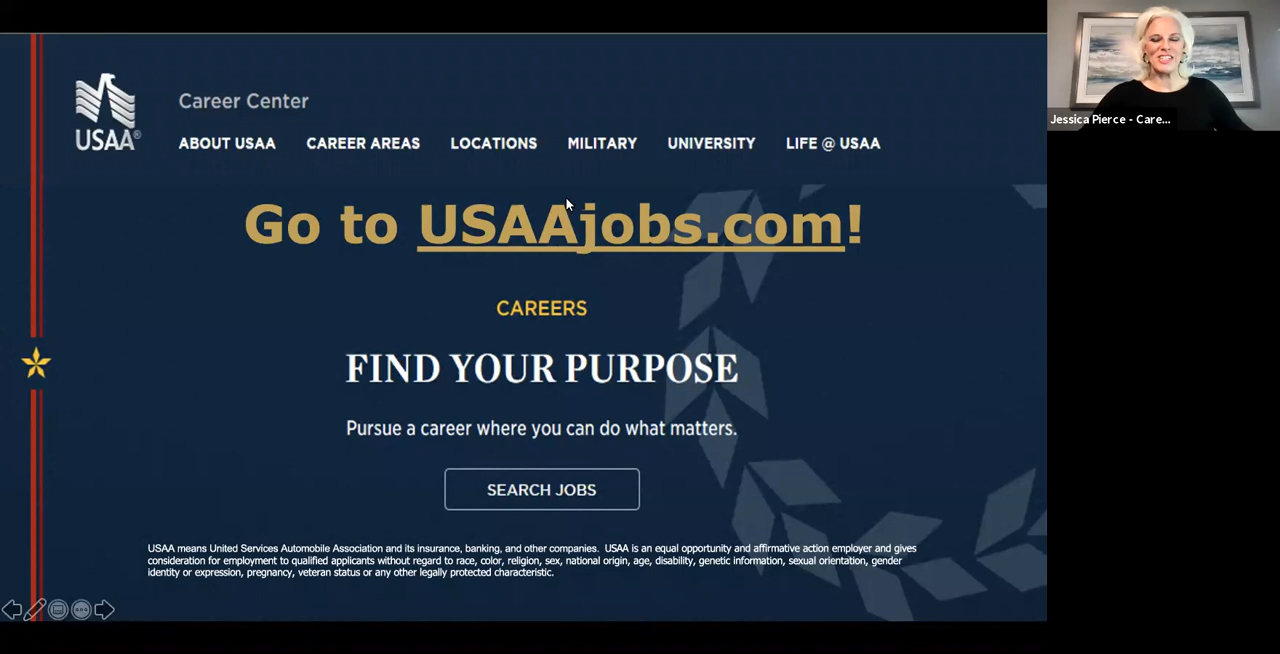 USAA®
Career Center
ABOUT USAA CAREER AREAS LOCATIONS MILITARY UNIVERSITY LIFE @ USAA
Go to USAAjobs.com!
CAREERS
FIND YOUR PURPOSE
Pursue a career where you can do what matters.
SEARCH JOBS
USAA means United Services Automobile Association and its insurance, banking, and other companies. USAA is an equal opportunity and affirmative action employer and gives
consideration for employment to qualified applicants without regard to race, color, religion, sex, national origin, age, disability, genetic information, sexual orientation, gender
identity or expression, pregnancy, veteran status or any other legally protected characteristic.
Jessica Pierce - Care...